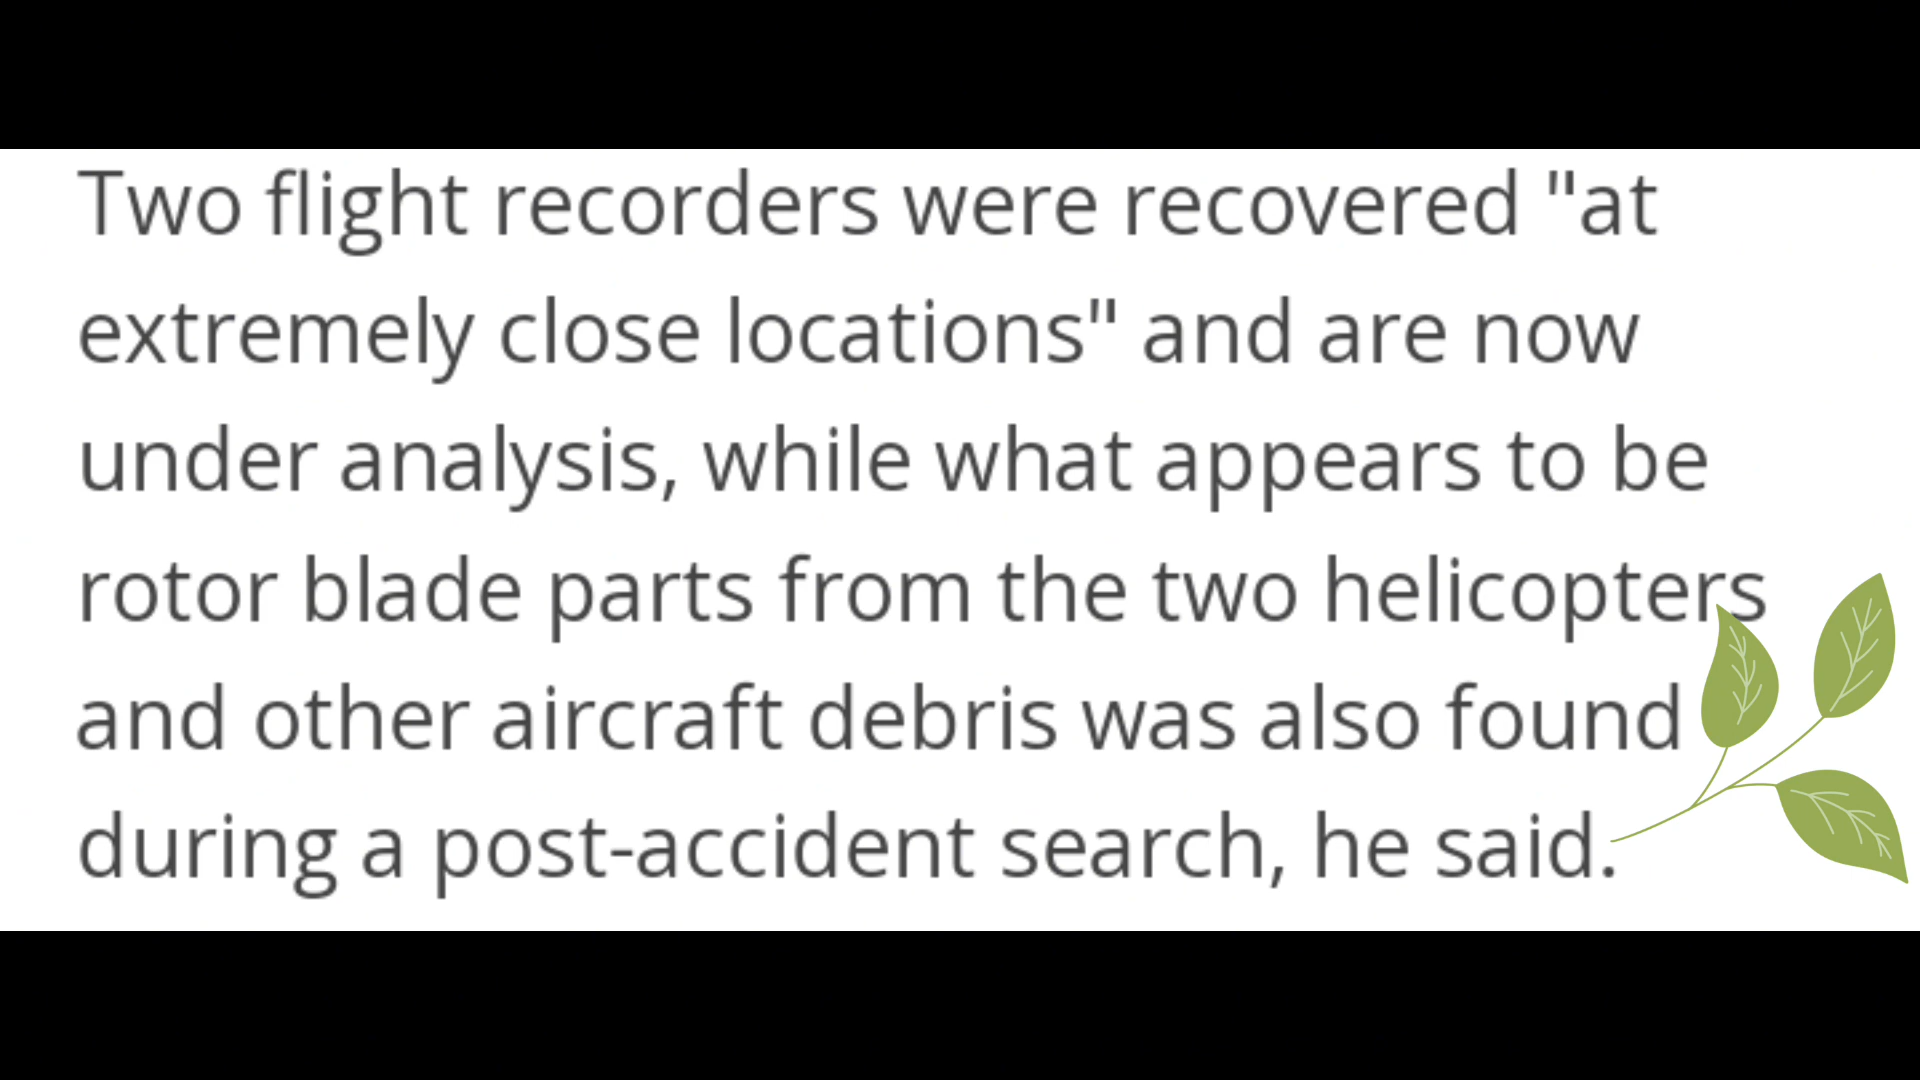 Two flight recorders were recovered "at
extremely close locations" and are now
under analysis, while what appears to be
rotor blade parts from the two helicopters
and other aircraft debris was also found
during a post-accident search, he said.